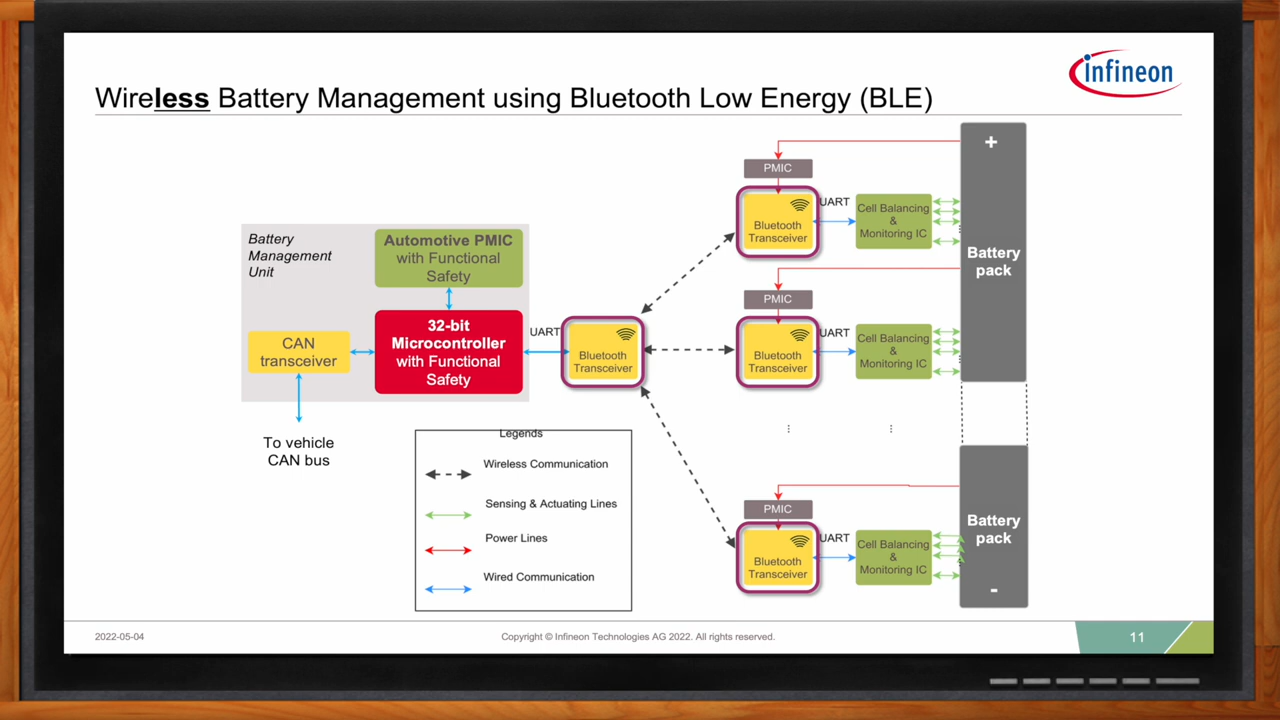 infineon
Wireless Battery Management using Bluetooth Low Energy (BLE)
Battery
Management
Unit
Automotive PMIC
with Functional
Safety
32-bit
Microcontroller
with Functional
Safety
CAN
transceiver
To vehicle
CAN bus
UART
Bluetooth
Transceiver
PMIC
Bluetooth
Transceiver
UART
Cell Balancing
&
Monitoring IC
PMIC
Bluetooth
Transceiver
UART
Cell Balancing
&
Monitoring IC
⋮
⋮
PMIC
Bluetooth
Transceiver
UART
Cell Balancing
&
Monitoring IC
+
Battery
pack
Battery
pack
-
Legends
Wireless Communication
Sensing & Actuating Lines
Power Lines
Wired Communication
2022-05-04
Copyright © Infineon Technologies AG 2022. All rights reserved.
11